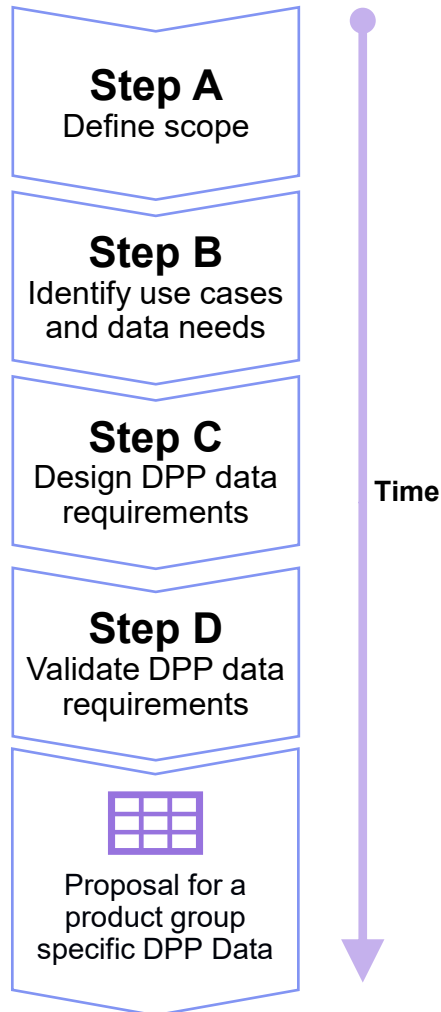 Step A
Define scope
Step B
Identify use cases
and data needs
Step C
Design DPP data
requirements
Time
Step D
Validate DPP data
requirements
Proposal for a
product group
specific DPP Data